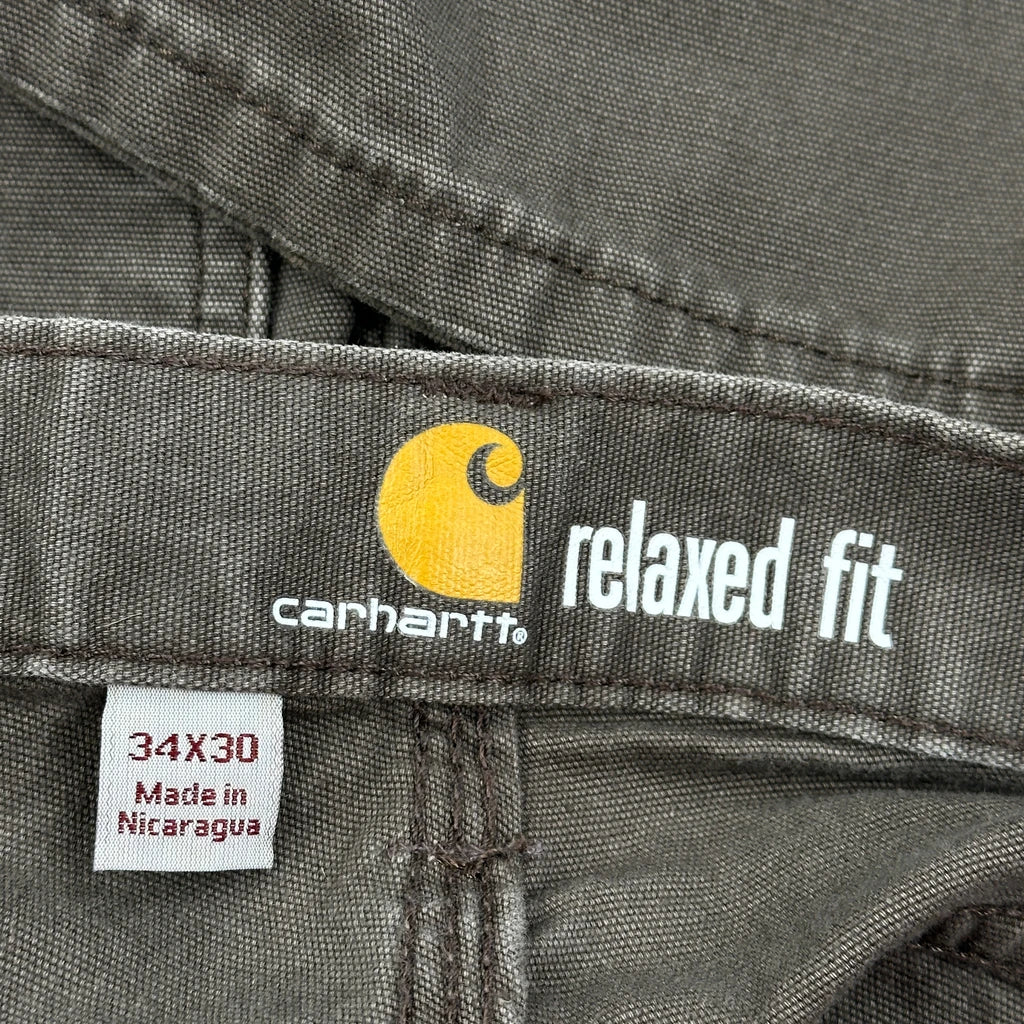 carhartt®
relaxed fit
34X30
Made in
Nicaragua